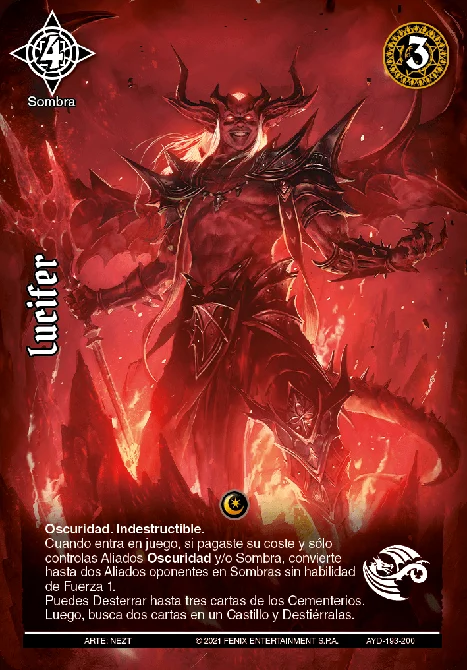 4
3
Sombra
lucifer
Oscuridad. Indestructible.
Cuando entra en juego, si pagaste su coste y sólo
controlas Aliados Oscuridad y/o Sombra, convierte
hasta dos Aliados oponentes en Sombras sin habilidad
de Fuerza 1.
Puedes Desterrar hasta tres cartas de los Cementerios.
Luego, busca dos cartas en un Castillo y Destiérralas.
ARTE: NEZT © 2021 FENIX ENTERTAINMENT S.R.A. AYD-193-200